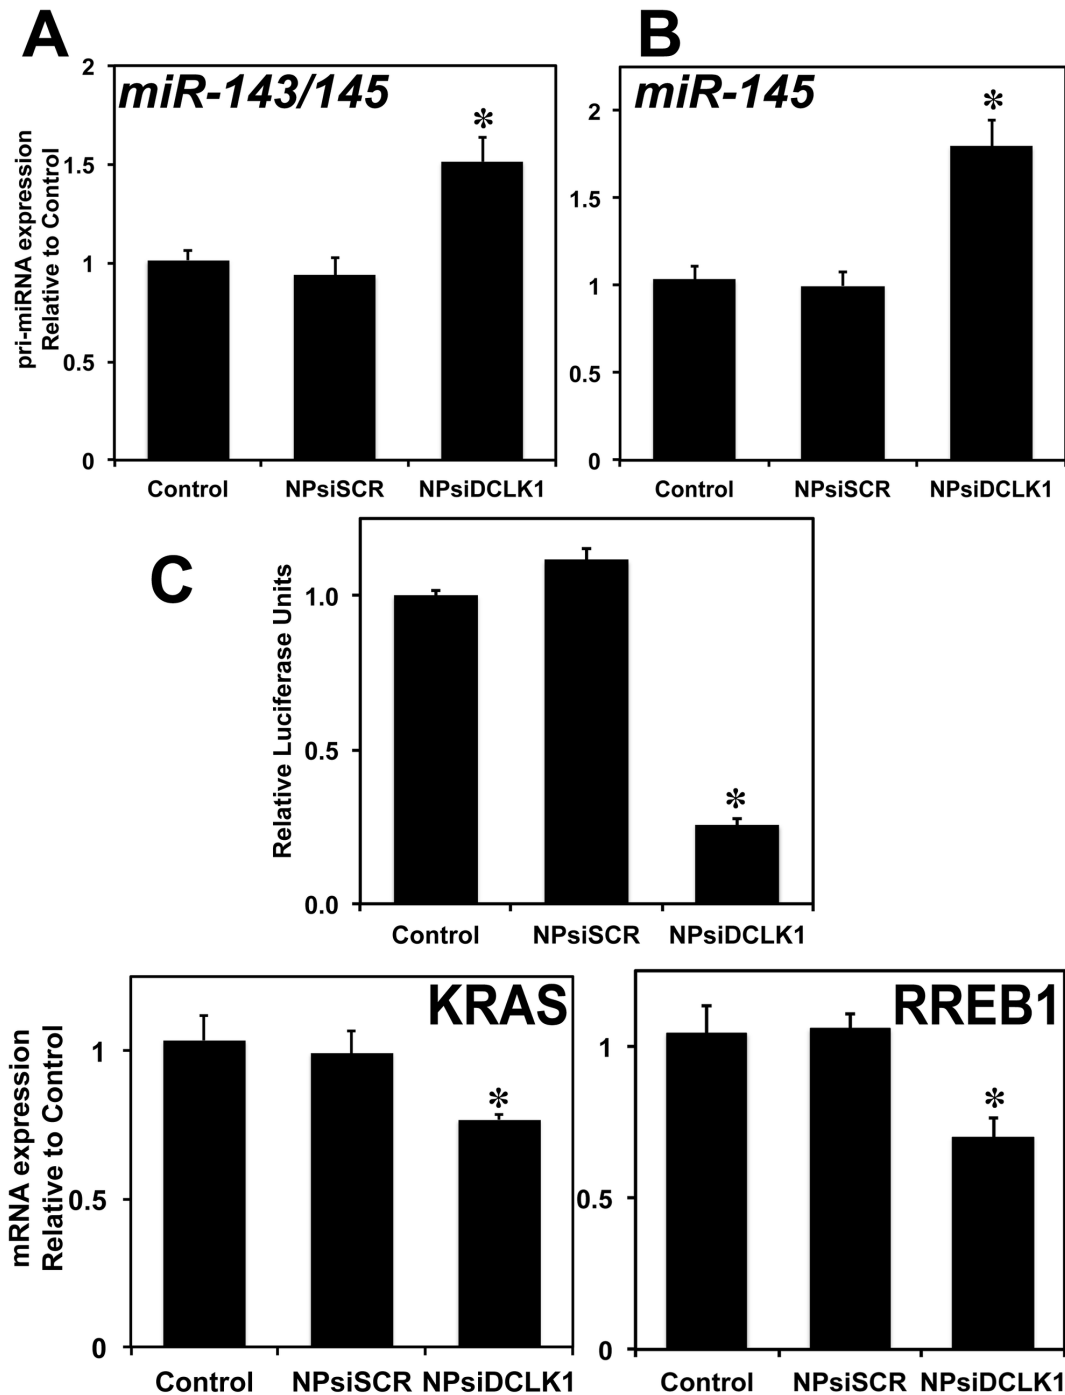 A
miR-143/145
pri-miRNA expression
Relative to Control
2
1.5
1
0.5
0
*
Control NPsiSCR NPsiDCLK1
B
miR-145
2
1.5
1
0.5
0
*
Control NPsiSCR NPsiDCLK1
C
Relative Luciferase Units
1.0
0.5
0.0
*
Control NPsiSCR NPsiDCLK1
KRAS
mRNA expression
Relative to Control
1
0.5
0
*
Control NPsiSCR NPsiDCLK1
RREB1
1
0.5
0
*
Control NPsiSCR NPsiDCLK1